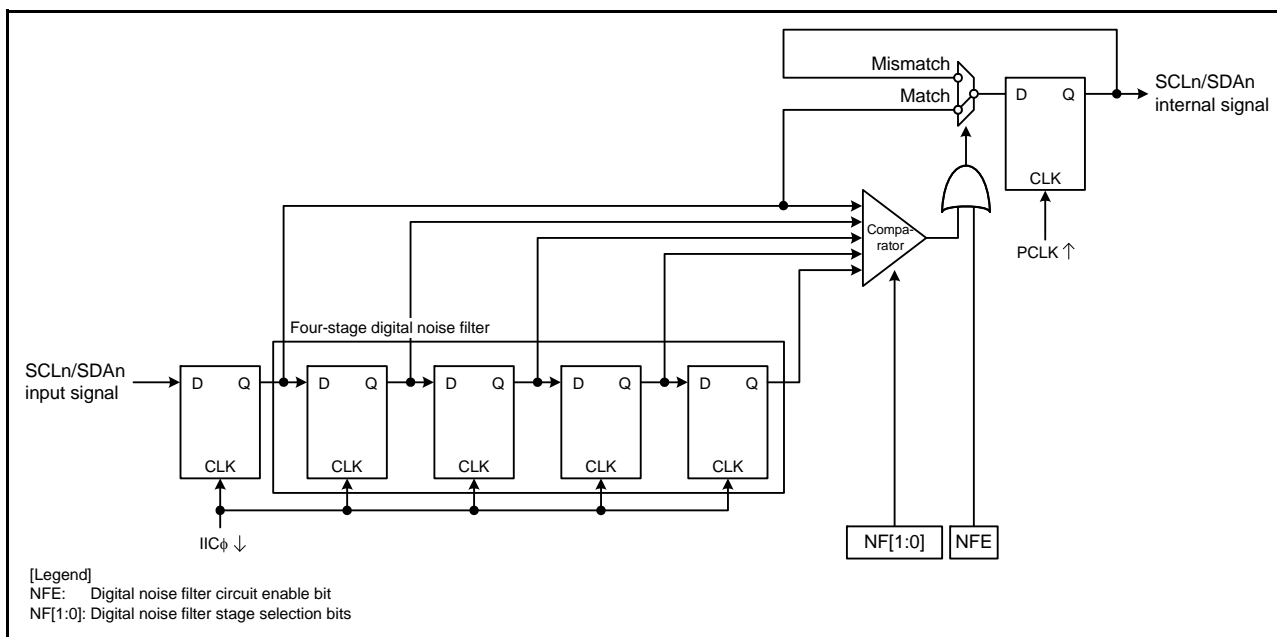 Mismatch
Match
D Q
CLK
SCLn/SDAn
internal signal
Compa-
rator
PCLK ↑
Four-stage digital noise filter
SCLn/SDAn
input signal
D Q D Q D Q D Q D Q
CLK CLK CLK CLK CLK
IICϕ ↓
NF[1:0] NFE
[Legend]
NFE: Digital noise filter circuit enable bit
NF[1:0]: Digital noise filter stage selection bits